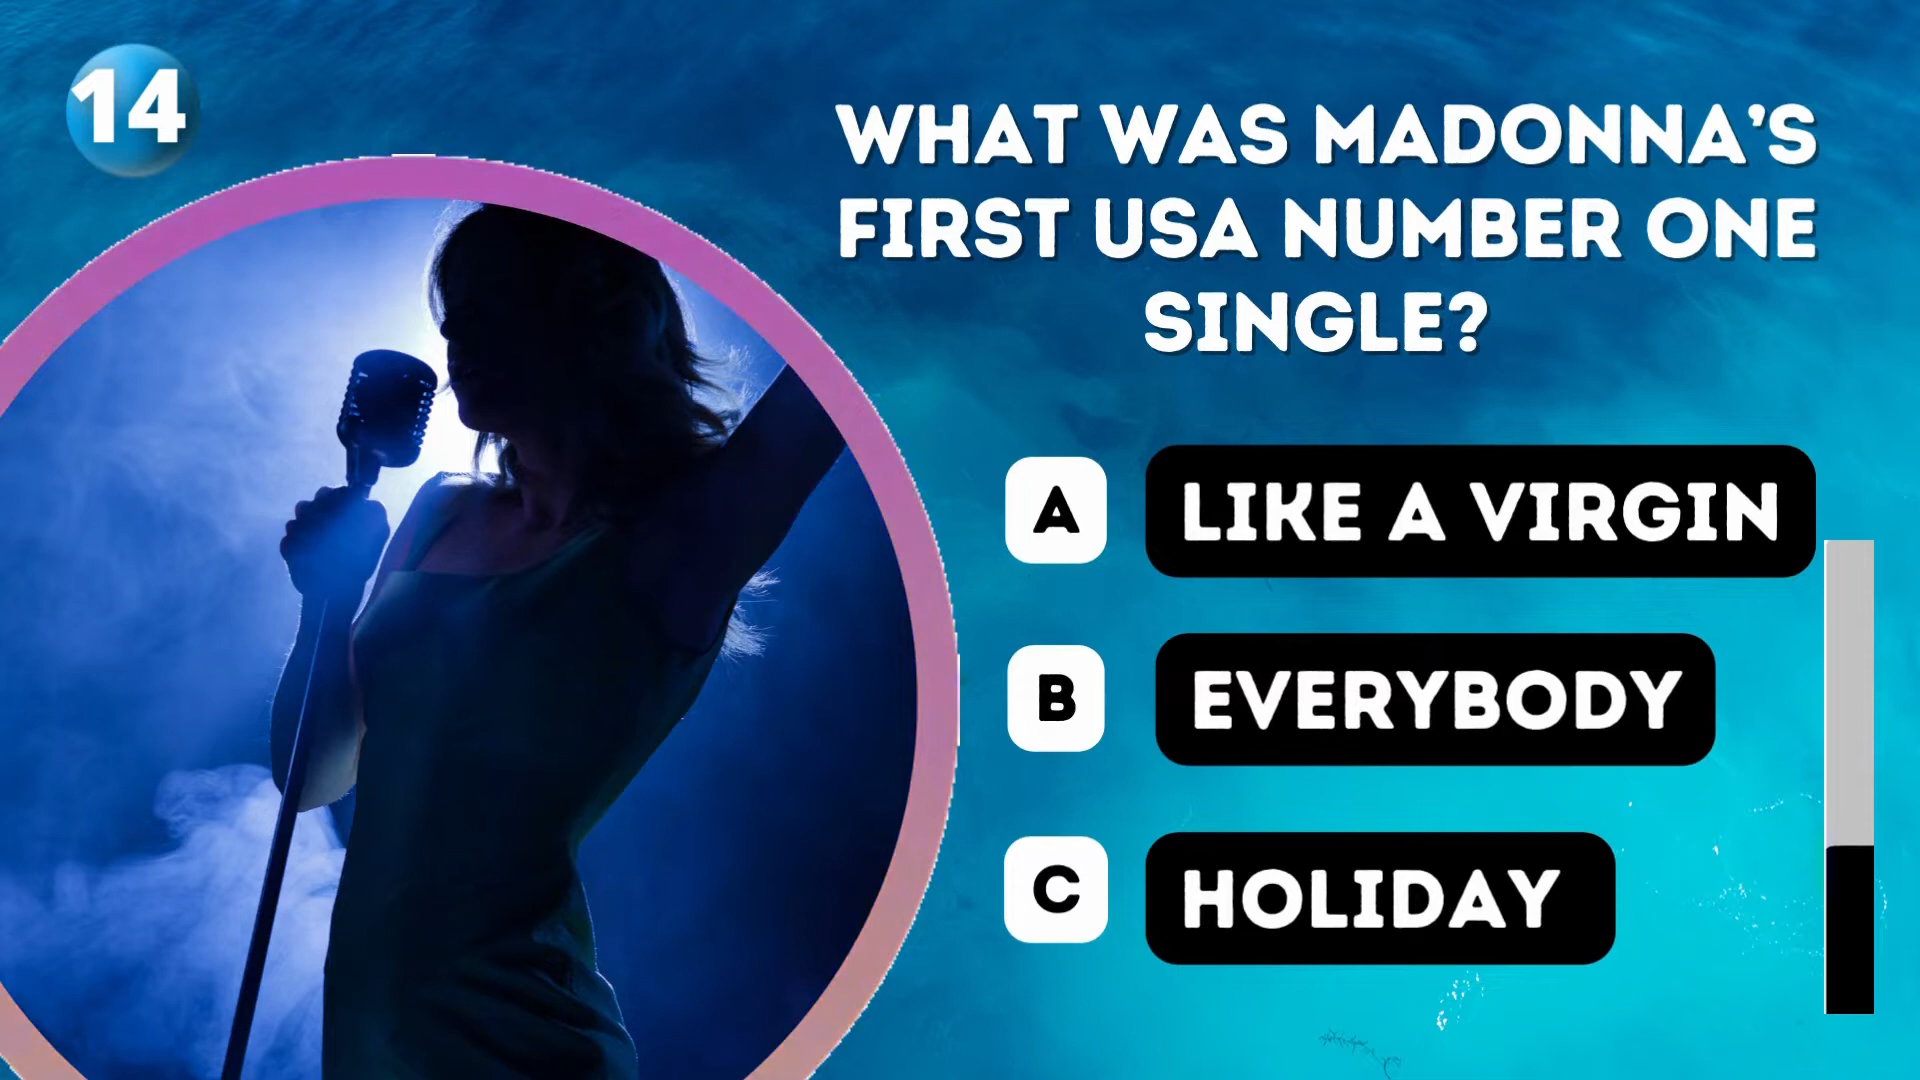 14
WHAT WAS MADONNA'S
FIRST USA NUMBER ONE
SINGLE?
A LIKE A VIRGIN
B EVERYBODY
C HOLIDAY